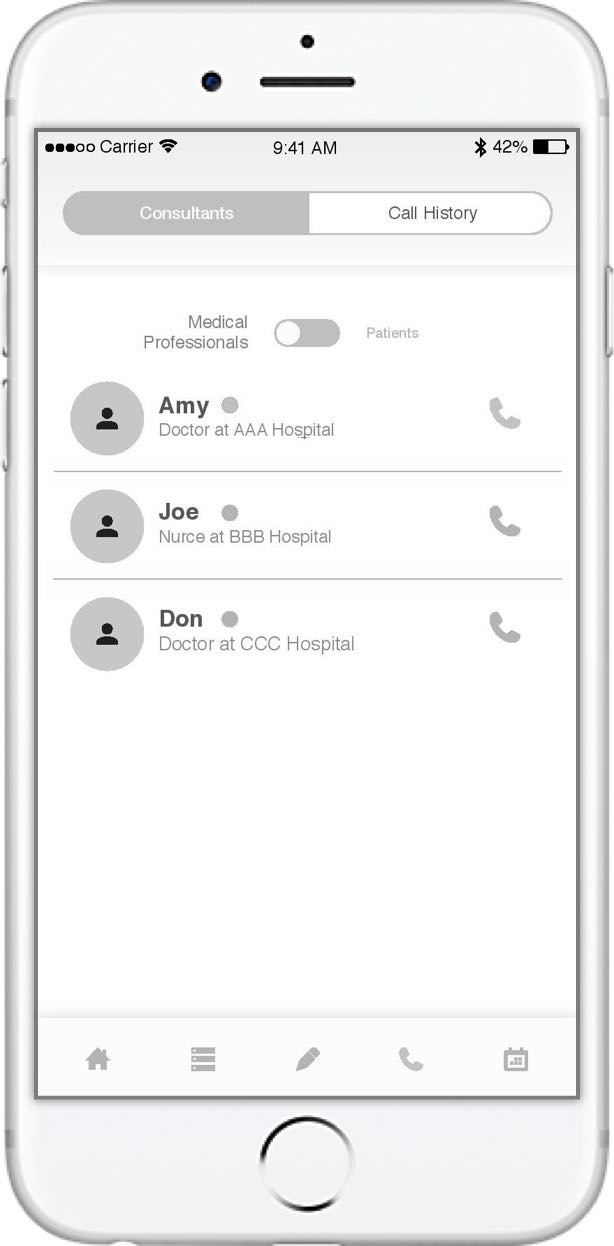 Carrier
9:41 AM
42%
Consultants
Call History
Medical
Professionals
Patients
Amy
Doctor at AAA Hospital
Joe
Nurce at BBB Hospital
Don
Doctor at CCC Hospital